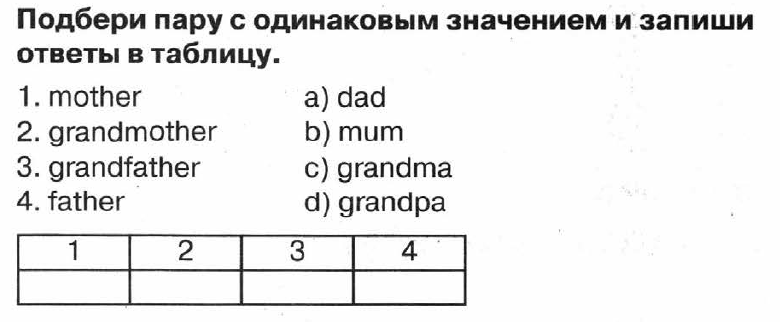 Подбери пару с одинаковым значением и запиши
ответы в таблицу.
1. mother a) dad
2. grandmother b) mum
3. grandfather c) grandma
4. father d) grandpa
1 2 3 4